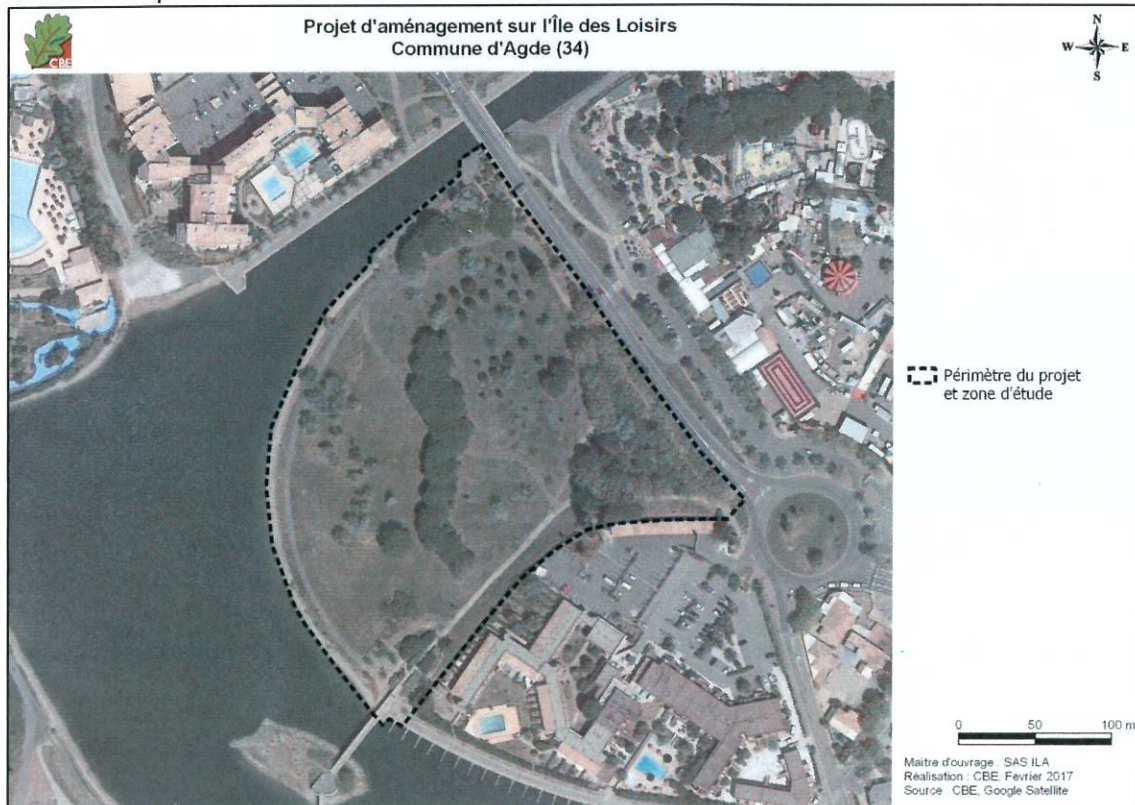 Projet d'aménagement sur l'Île des Loisirs
Commune d'Agde (34)
CBE
N
W E
S
Périmètre du projet
et zone d'étude
0 50 100 m
Maitre d'ouvrage : SAS ILA
Réalisation : CBE, Fevrier 2017
Source : CBE, Google Satellite